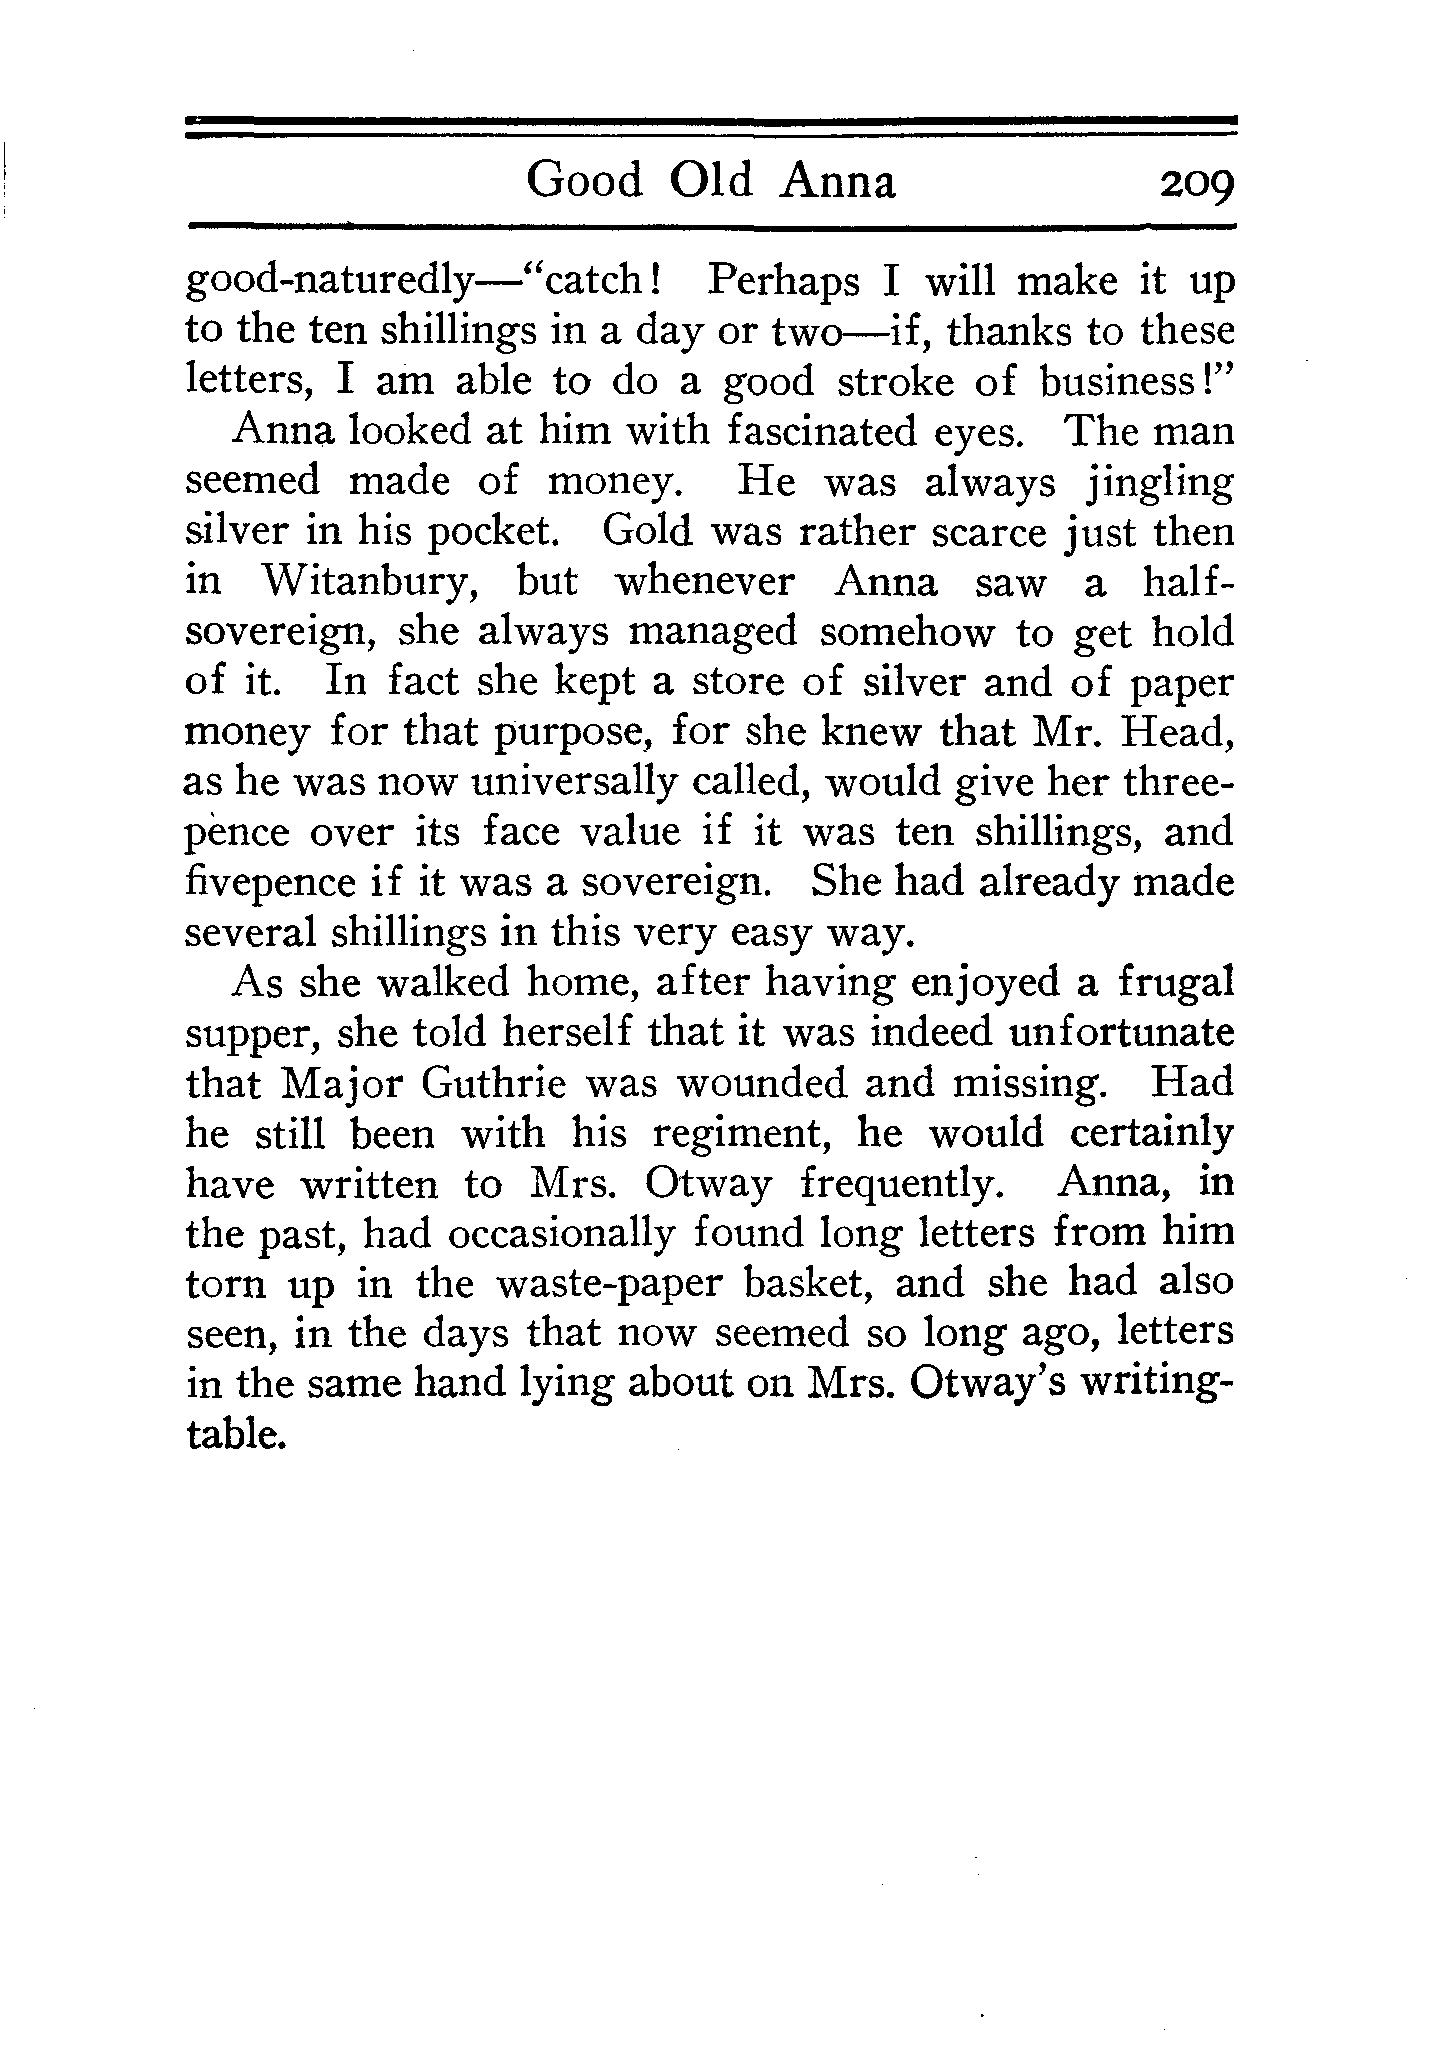 Good Old Anna 209
good-naturedly—“catch! Perhaps I will make it up
to the ten shillings in a day or two—if, thanks to these
letters, I am able to do a good stroke of business!”
Anna looked at him with fascinated eyes. The man
seemed made of money. He was always jingling
silver in his pocket. Gold was rather scarce just then
in Witanbury, but whenever Anna saw a half-
sovereign, she always managed somehow to get hold
of it. In fact she kept a store of silver and of paper
money for that purpose, for she knew that Mr. Head,
as he was now universally called, would give her three-
pence over its face value if it was ten shillings, and
fivepence if it was a sovereign. She had already made
several shillings in this very easy way.
As she walked home, after having enjoyed a frugal
supper, she told herself that it was indeed unfortunate
that Major Guthrie was wounded and missing. Had
he still been with his regiment, he would certainly
have written to Mrs. Otway frequently. Anna, in
the past, had occasionally found long letters from him
torn up in the waste-paper basket, and she had also
seen, in the days that now seemed so long ago, letters
in the same hand lying about on Mrs. Otway’s writing-
table.